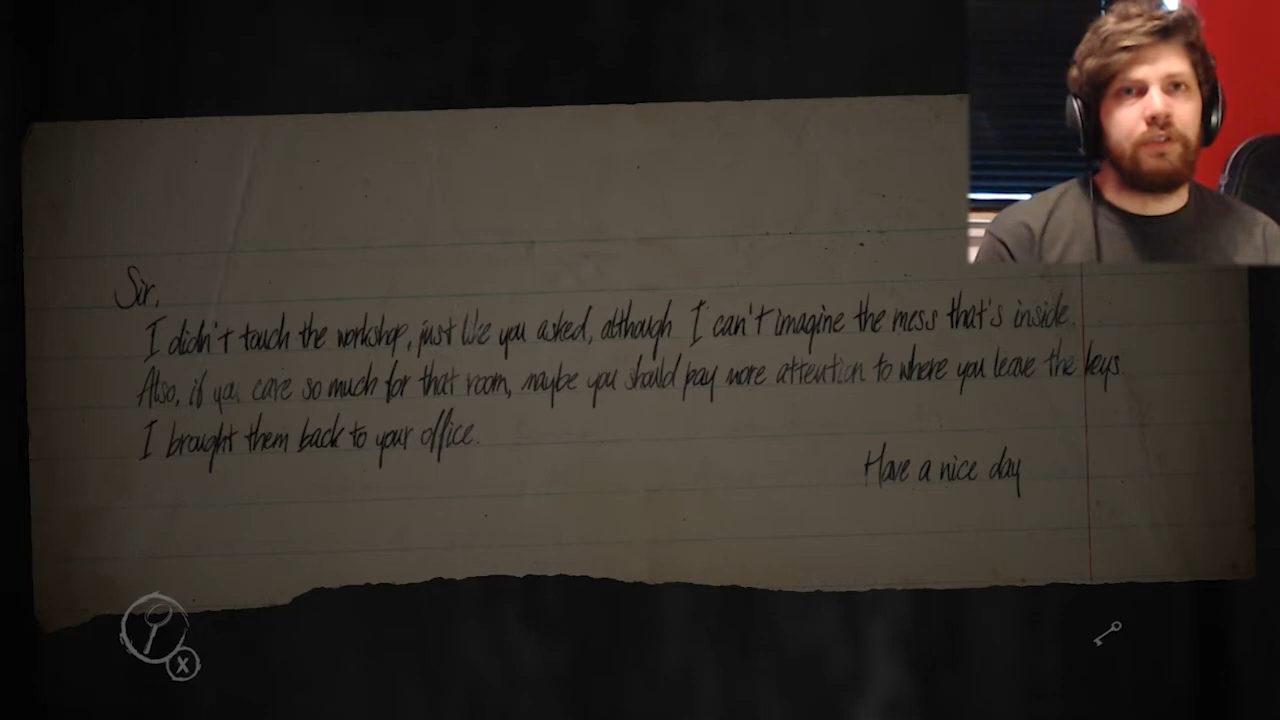 Sir,
I didn't touch the workshop, just like you asked, although I can't imagine the mess that's inside.
Also, if you care so much for that room, maybe you should pay more attention to where you leave the keys.
I brought them back to your office.
Have a nice day
X